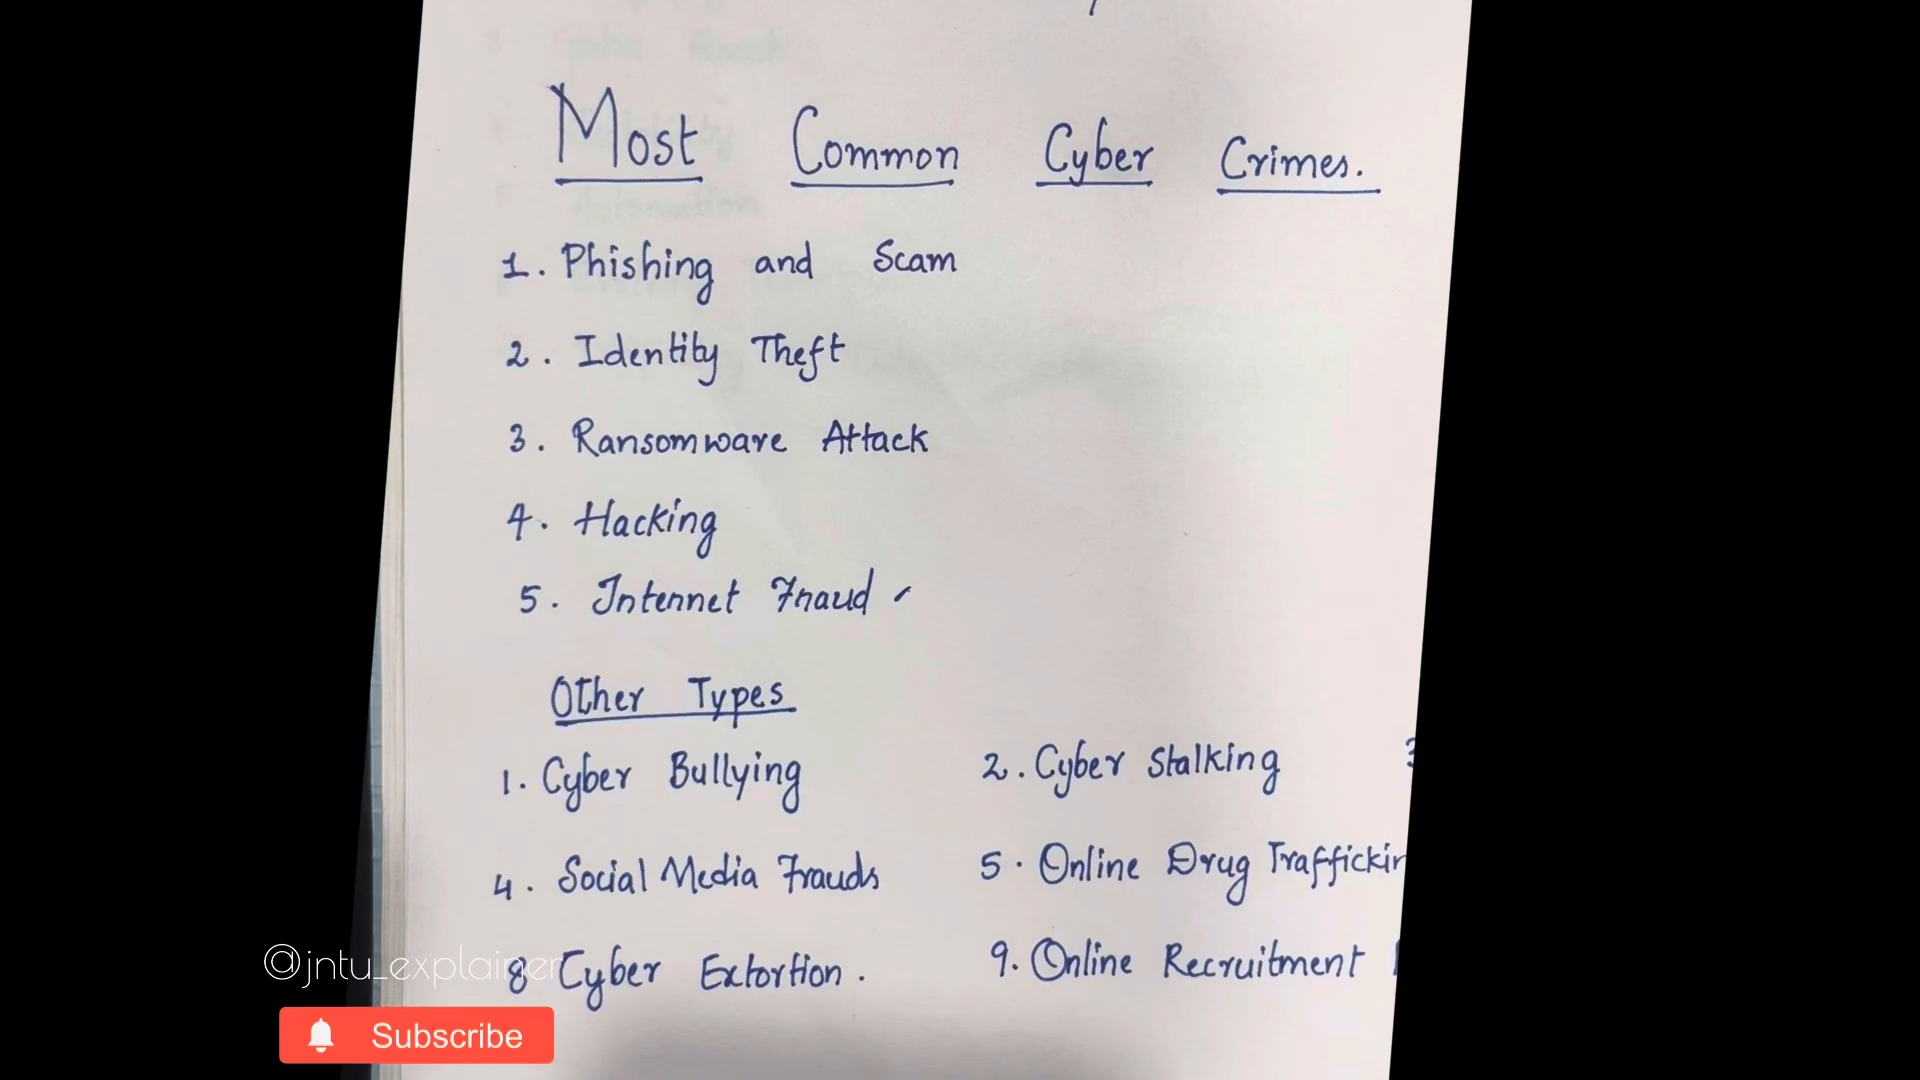 Most Common Cyber Crimes.
1. Phishing and Scam
2. Identity Theft
3. Ransomware Attack
4. Hacking
5. Internet Fraud
Other Types
1. Cyber Bullying 2. Cyber Stalking
4. Social Media Frauds 5. Online Drug Traffickin
8 Cyber Extortion. 9. Online Recruitment
@jntu_explainer
Subscribe